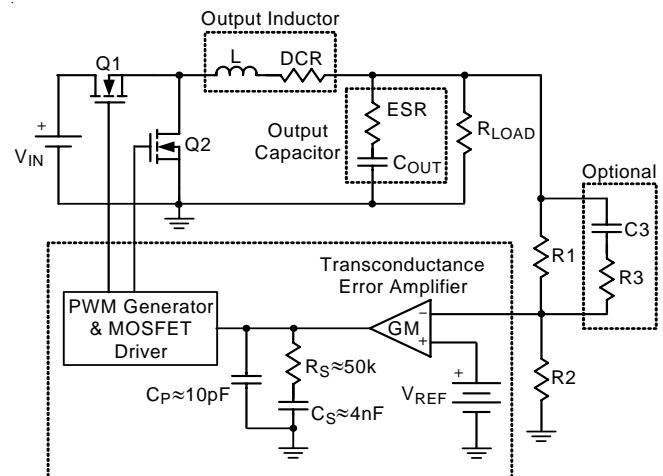 Output Inductor
Q1
L
DCR
+
V_IN
Q2
Output
Capacitor
ESR
C_OUT
R_LOAD
Optional
C3
R1
R3
Transconductance
Error Amplifier
PWM Generator
& MOSFET
Driver
GM
−
+
R_S≈50k
C_P≈10pF
C_S≈4nF
+
V_REF
R2